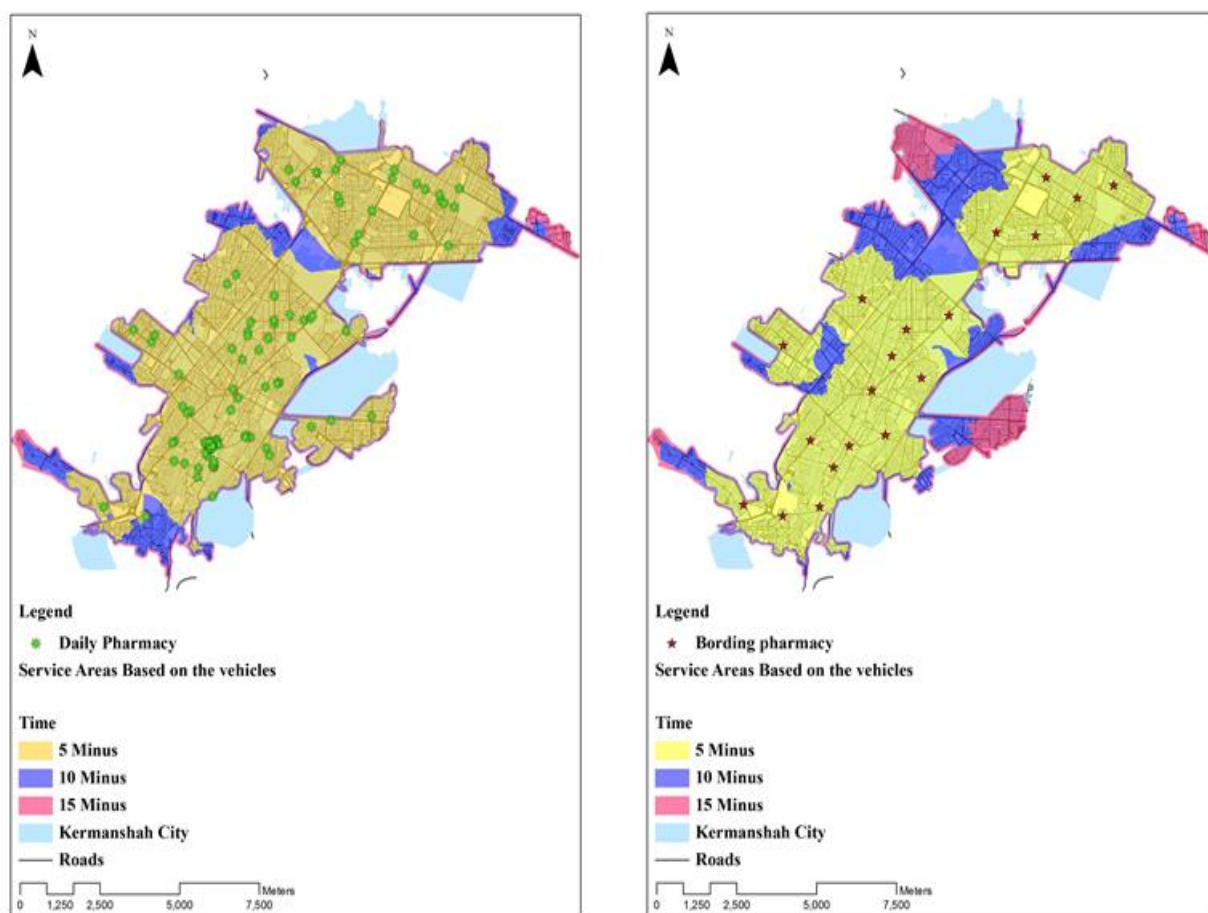 N
Legend
Daily Pharmacy
Service Areas Based on the vehicles
Time
5 Minus
10 Minus
15 Minus
Kermanshah City
Roads
Meters
0 1,250 2,500 5,000 7,500
N
Legend
Bording pharmacy
Service Areas Based on the vehicles
Time
5 Minus
10 Minus
15 Minus
Kermanshah City
Roads
Meters
0 1,250 2,500 5,000 7,500